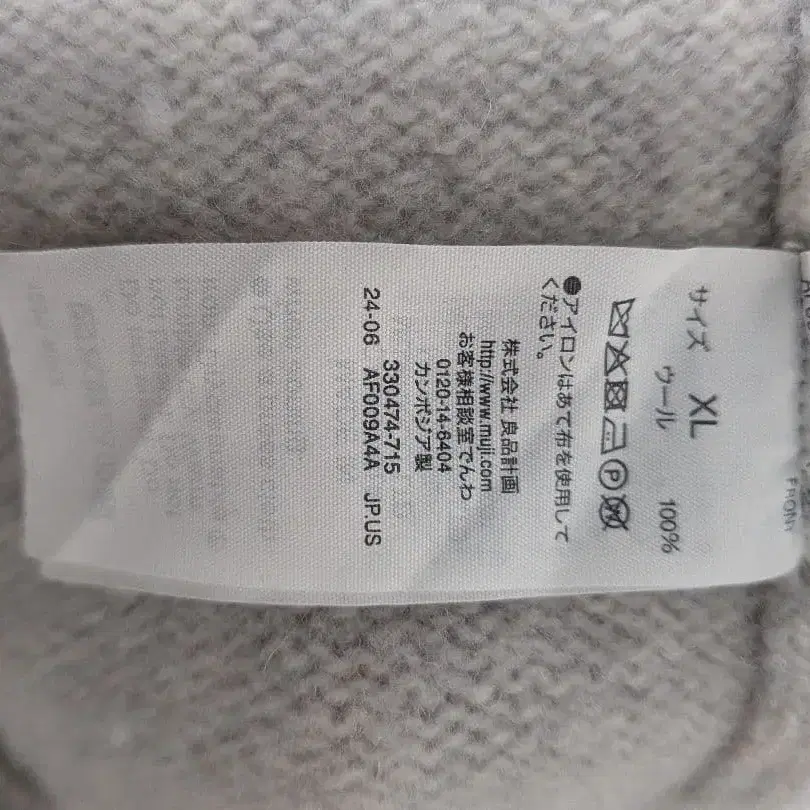 サイズ XL
ウール 100%
P W
●アイロンはあて布を使用して
ください。
株式会社 良品計画
http://www.muji.com
お客様相談室でんわ
0120-14-6404
カンボジア製
330474-715
24-06 AF009A4A JP.US
FRONT